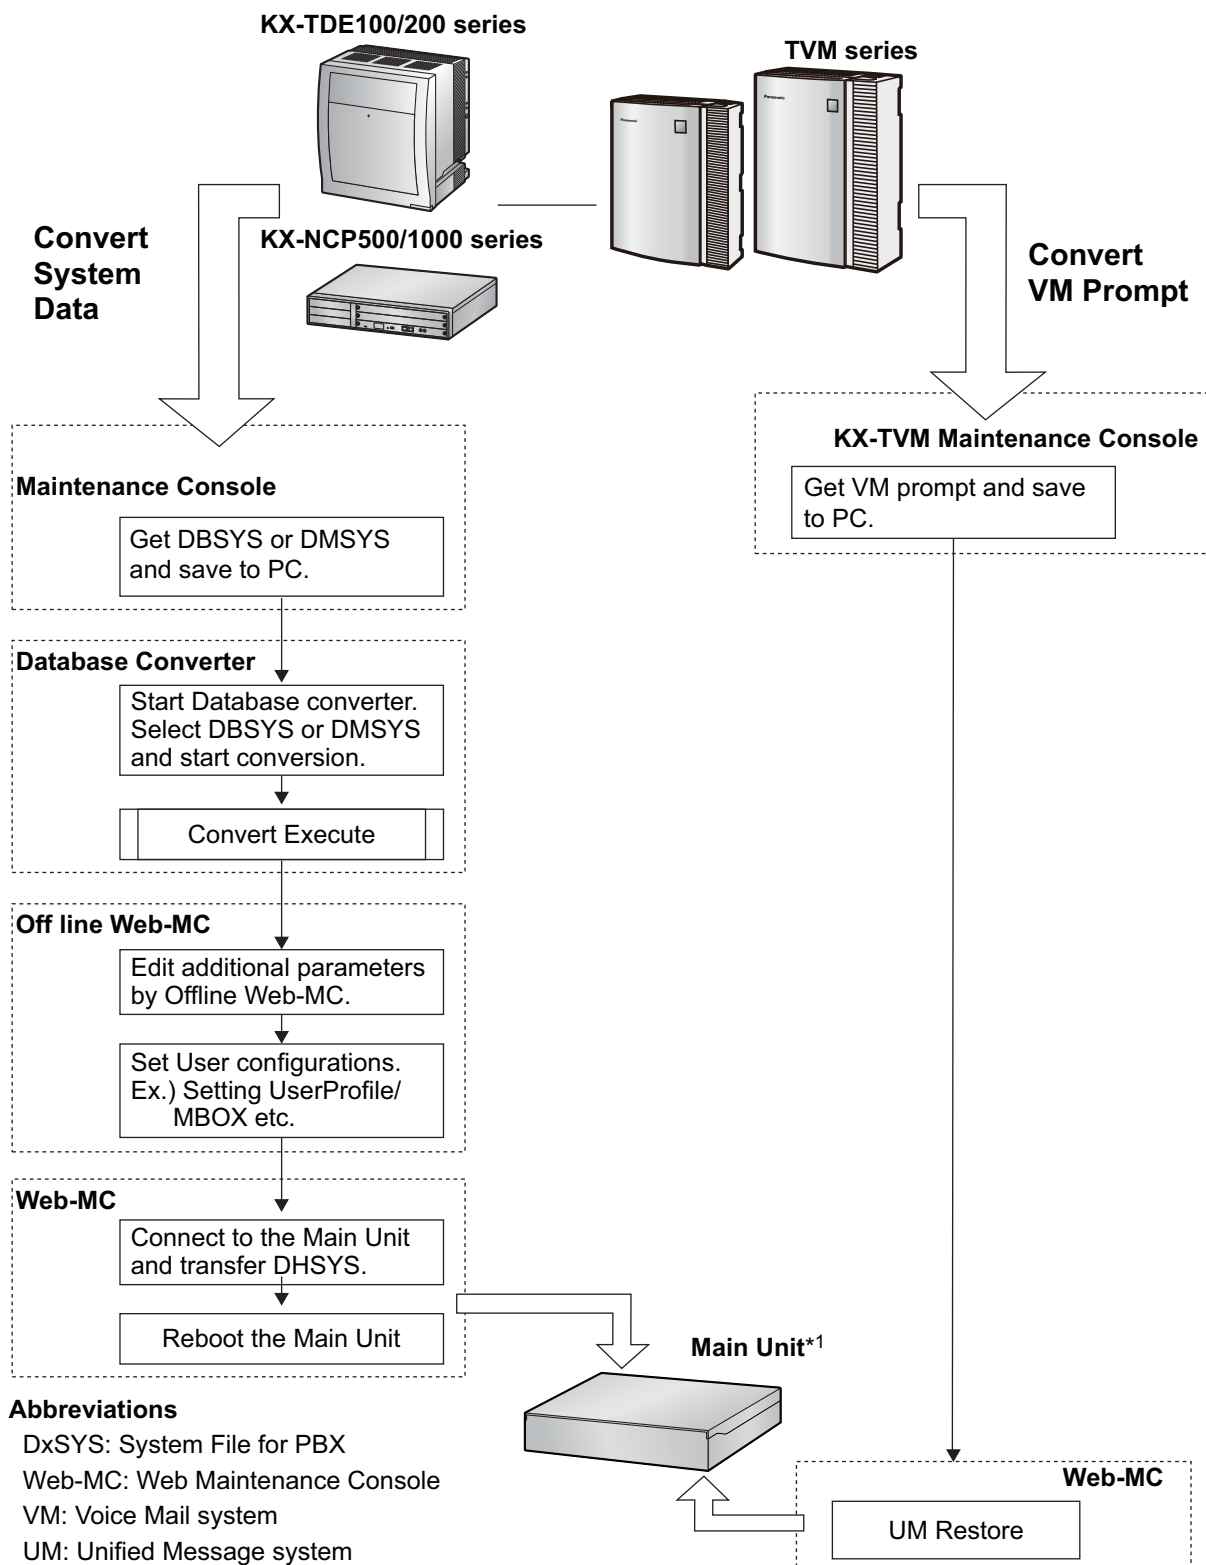 KX-TDE100/200 series
TVM series
Panasonic
Panasonic
Convert
System
Data
KX-NCP500/1000 series
Convert
VM Prompt
Maintenance Console
Get DBSYS or DMSYS
and save to PC.
KX-TVM Maintenance Console
Get VM prompt and save
to PC.
Database Converter
Start Database converter.
Select DBSYS or DMSYS
and start conversion.
Convert Execute
Off line Web-MC
Edit additional parameters
by Offline Web-MC.
Set User configurations.
Ex.) Setting UserProfile/
MBOX etc.
Web-MC
Connect to the Main Unit
and transfer DHSYS.
Reboot the Main Unit
Main Unit*1
Abbreviations
DxSYS: System File for PBX
Web-MC: Web Maintenance Console
VM: Voice Mail system
UM: Unified Message system
Web-MC
UM Restore